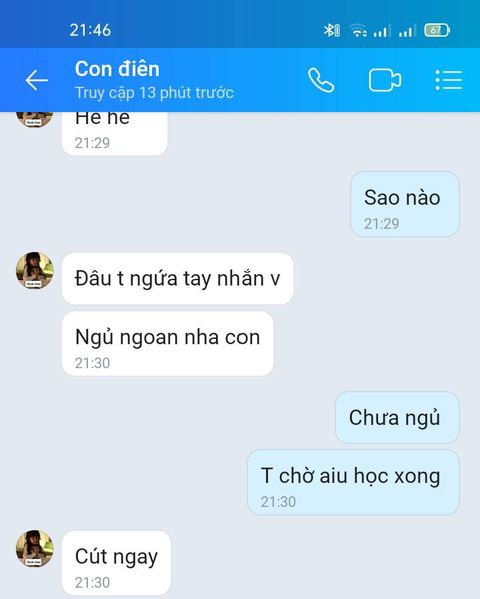 21:46
67
Con điên
Truy cập 13 phút trước
He he
21:29
Sao nào
21:29
Đâu t ngứa tay nhắn v
Ngủ ngoan nha con
21:30
Chưa ngủ
T chờ aiu học xong
21:30
Cút ngay
21:30